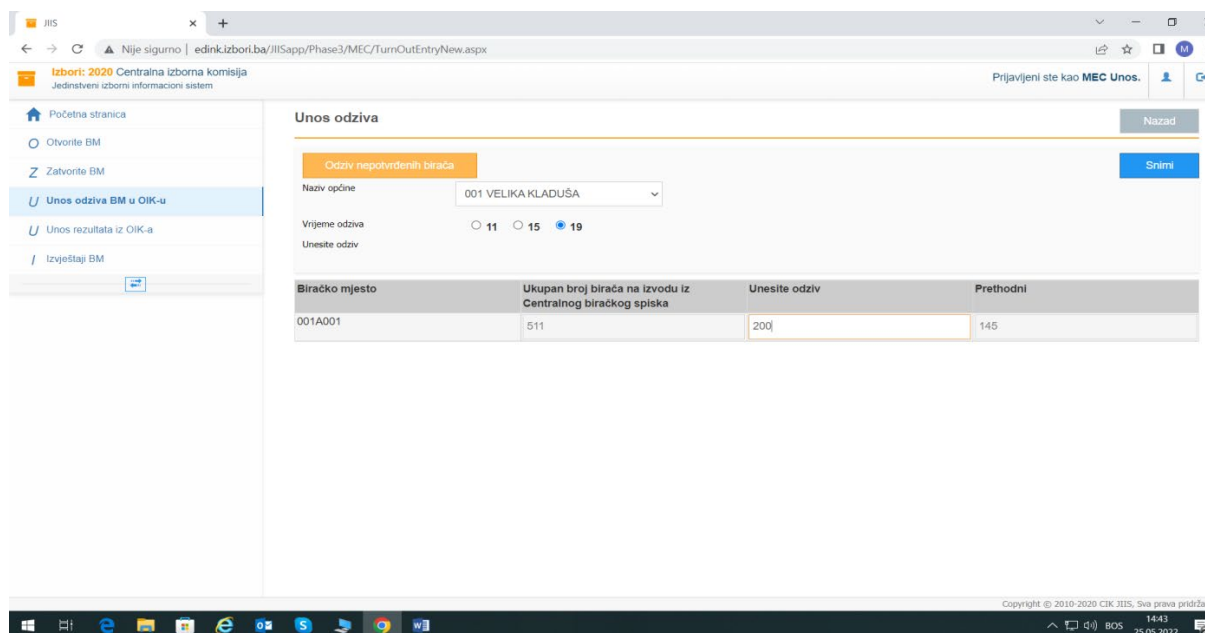 JIIS
Nije sigurno | edink.izbori.ba/JIISapp/Phase3/MEC/TurnOutEntryNew.aspx
M
Izbori: 2020 Centralna izborna komisija
Jedinstveni izborni informacioni sistem
Prijavljeni ste kao MEC Unos.
Početna stranica
O Otvorite BM
Z Zatvorite BM
U Unos odziva BM u OIK-u
U Unos rezultata iz OIK-a
I Izvještaji BM
Unos odziva
Nazad
Odziv nepotvrđenih birača
Snimi
Naziv općine
001 VELIKA KLADUŠA
Vrijeme odziva
11 15 19
Unesite odziv
Biračko mjesto Ukupan broj birača na izvodu iz Centralnog biračkog spiska Unesite odziv Prethodni
001A001 511 200 145
Copyright © 2010-2020 CIK JIIS, Sva prava pridrža
BOS 14:43
25.05.2022